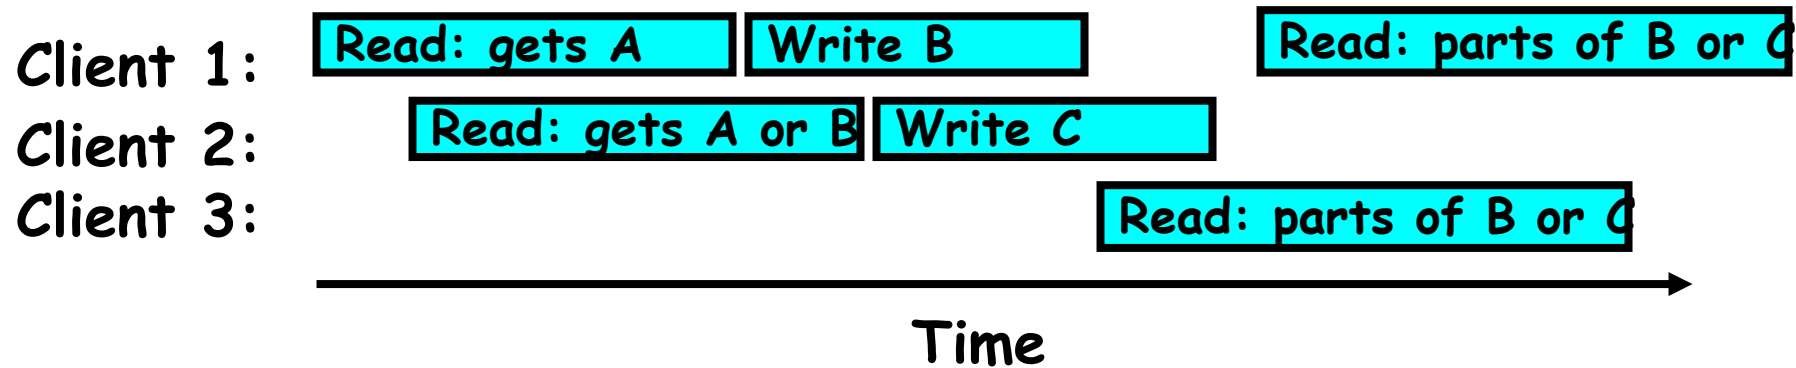 Client 1: Read: gets A Write B Read: parts of B or C
Client 2: Read: gets A or B Write C
Client 3: Read: parts of B or C
Time